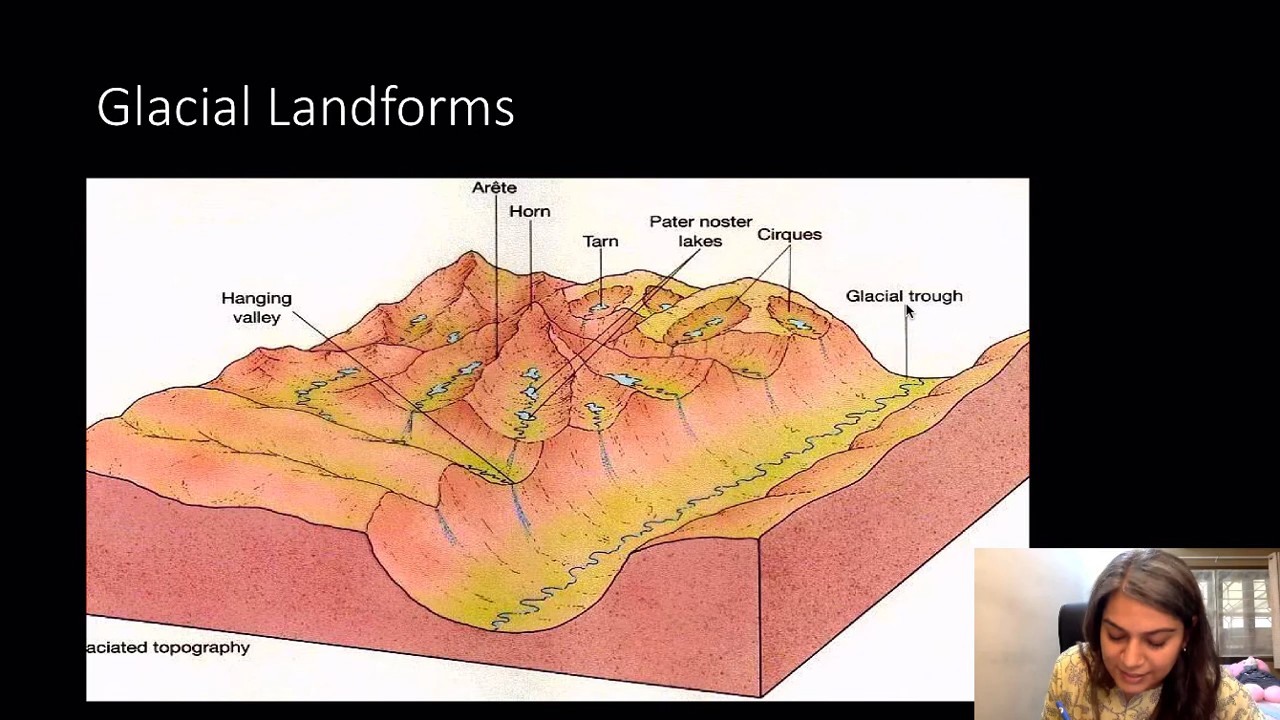 Glacial Landforms
Arête
Horn
Tarn
Pater noster
lakes
Cirques
Hanging
valley
Glacial trough
aciated topography